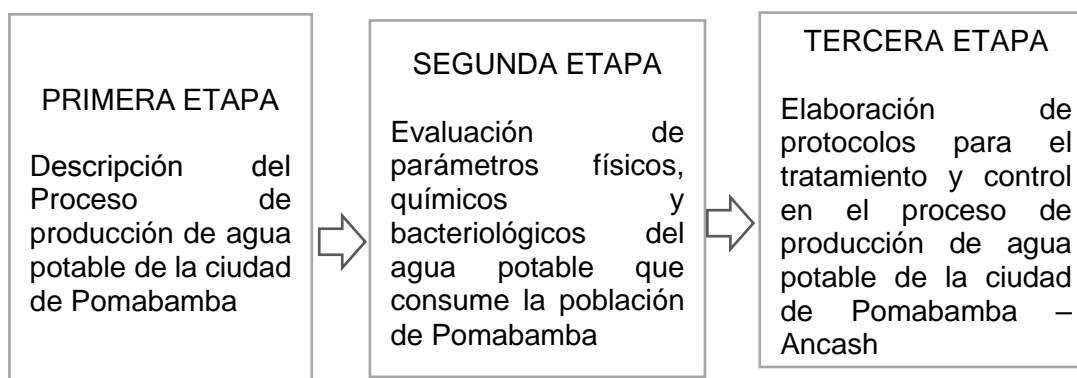 PRIMERA ETAPA
Descripción del
Proceso de
producción de agua
potable de la ciudad
de Pomabamba
SEGUNDA ETAPA
Evaluación de
parámetros físicos,
químicos y
bacteriológicos del
agua potable que
consume la población
de Pomabamba
TERCERA ETAPA
Elaboración de
protocolos para el
tratamiento y control
en el proceso de
producción de agua
potable de la ciudad
de Pomabamba –
Ancash